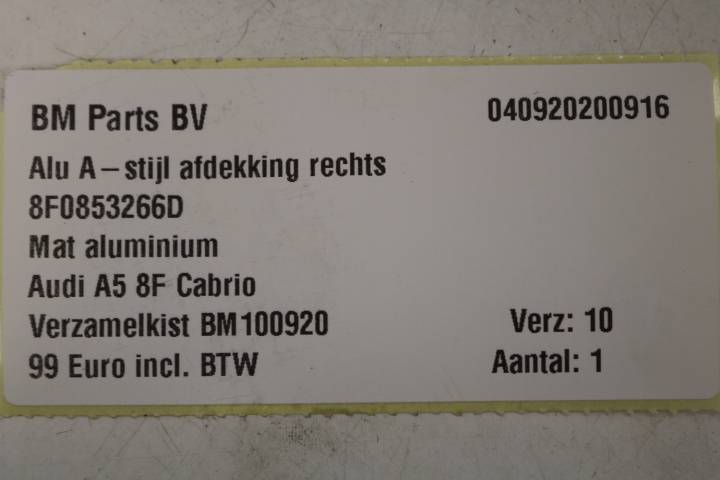 BM Parts BV 040920200916
Alu A-stijl afdekking rechts
8F0853266D
Mat aluminium
Audi A5 8F Cabrio
Verzamelkist BM100920 Verz: 10
99 Euro incl. BTW Aantal: 1